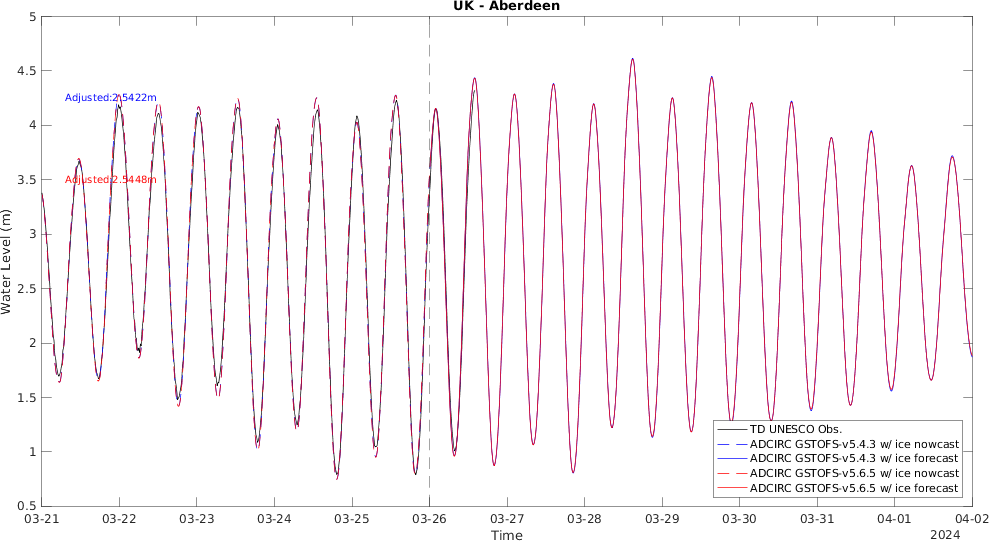 UK - Aberdeen
5
4.5
4
3.5
3
2.5
2
1.5
1
0.5
Water Level (m)
Adjusted:2.5422m
Adjusted:2.5448m
TD UNESCO Obs.
ADCIRC GSTOFS-v5.4.3 w/ ice nowcast
ADCIRC GSTOFS-v5.4.3 w/ ice forecast
ADCIRC GSTOFS-v5.6.5 w/ ice nowcast
ADCIRC GSTOFS-v5.6.5 w/ ice forecast
03-21 03-22 03-23 03-24 03-25 03-26 03-27 03-28 03-29 03-30 03-31 04-01 04-02
Time
2024